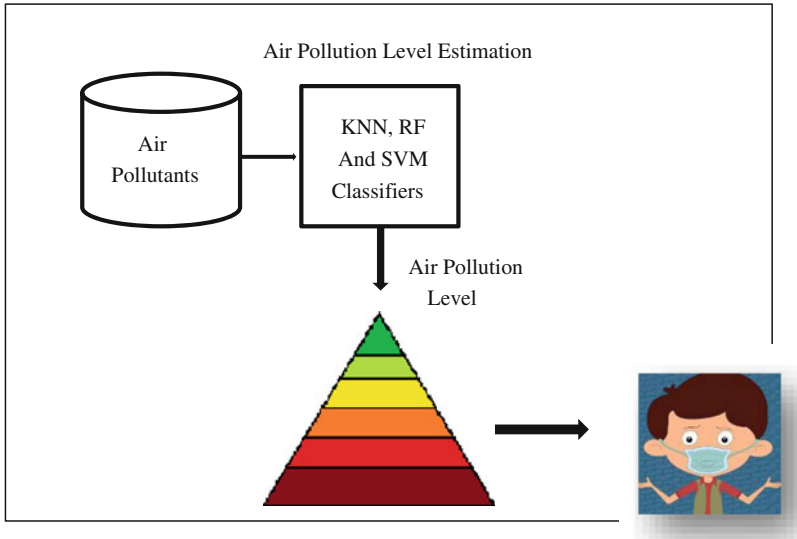 Air Pollution Level Estimation
Air
Pollutants
KNN, RF
And SVM
Classifiers
Air Pollution
Level